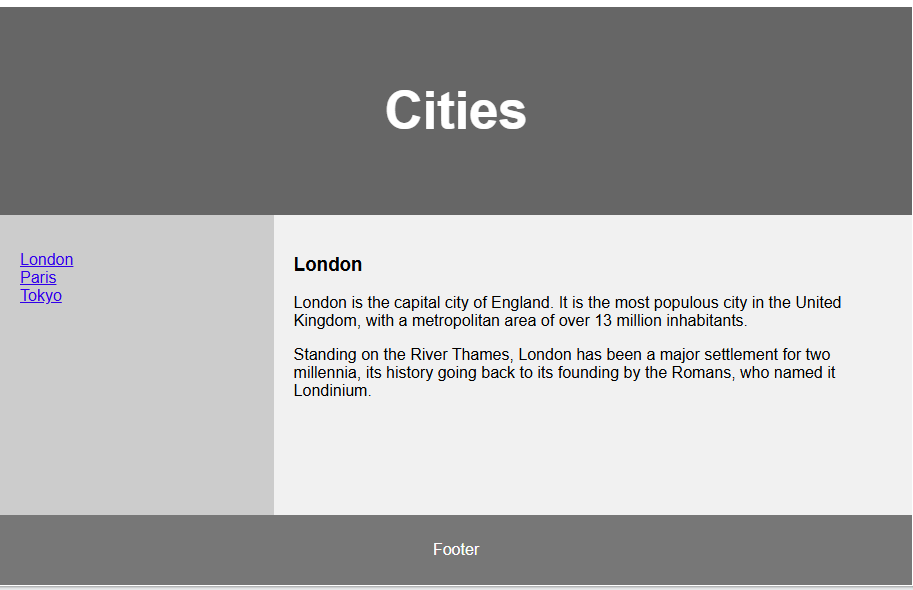 Cities
London
Paris
Tokyo
London
London is the capital city of England. It is the most populous city in the United
Kingdom, with a metropolitan area of over 13 million inhabitants.
Standing on the River Thames, London has been a major settlement for two
millennia, its history going back to its founding by the Romans, who named it
Londinium.
Footer